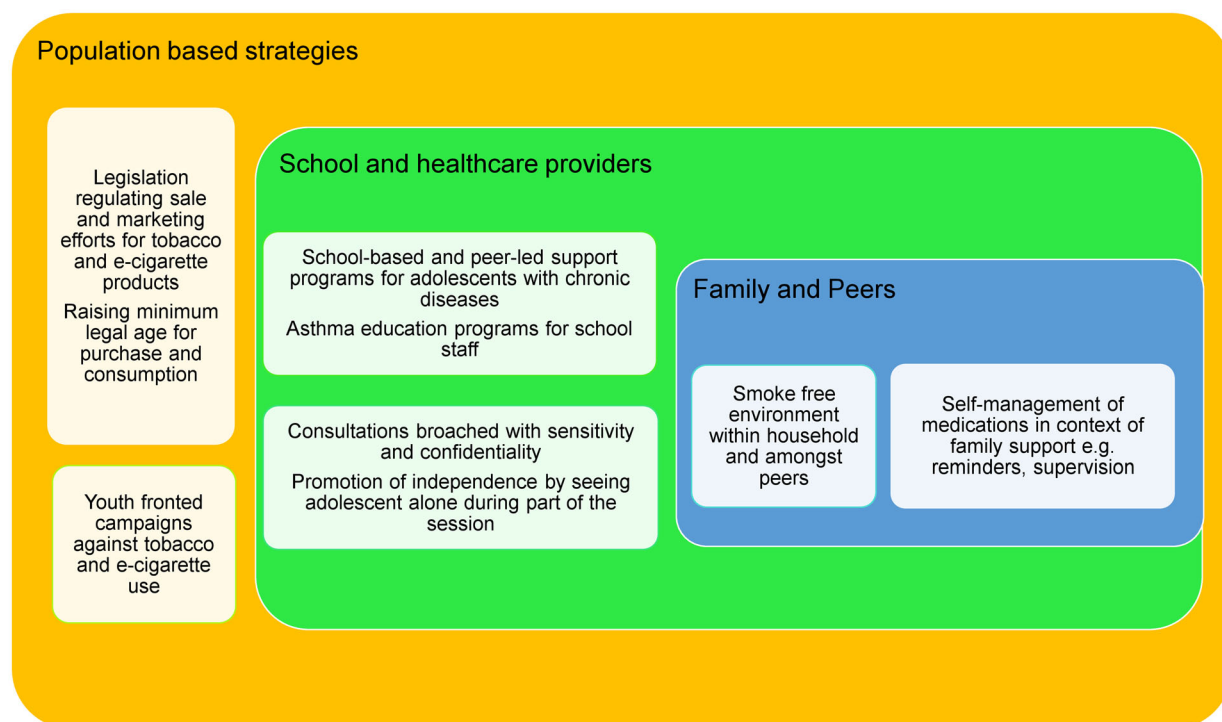 Population based strategies
Legislation
regulating sale
and marketing
efforts for tobacco
and e-cigarette
products
Raising minimum
legal age for
purchase and
consumption
Youth fronted
campaigns
against tobacco
and e-cigarette
use
School and healthcare providers
School-based and peer-led support
programs for adolescents with chronic
diseases
Asthma education programs for school
staff
Consultations broached with sensitivity
and confidentiality
Promotion of independence by seeing
adolescent alone during part of the
session
Family and Peers
Smoke free
environment
within household
and amongst
peers
Self-management of
medications in context of
family support e.g.
reminders, supervision